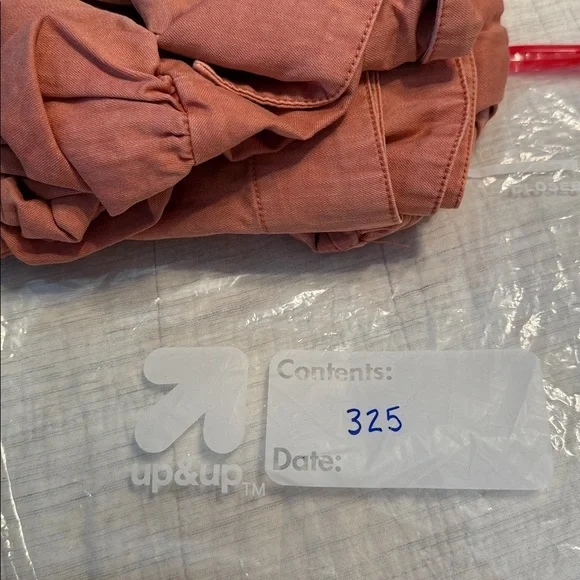 Contents:
325
up&up™
Date: